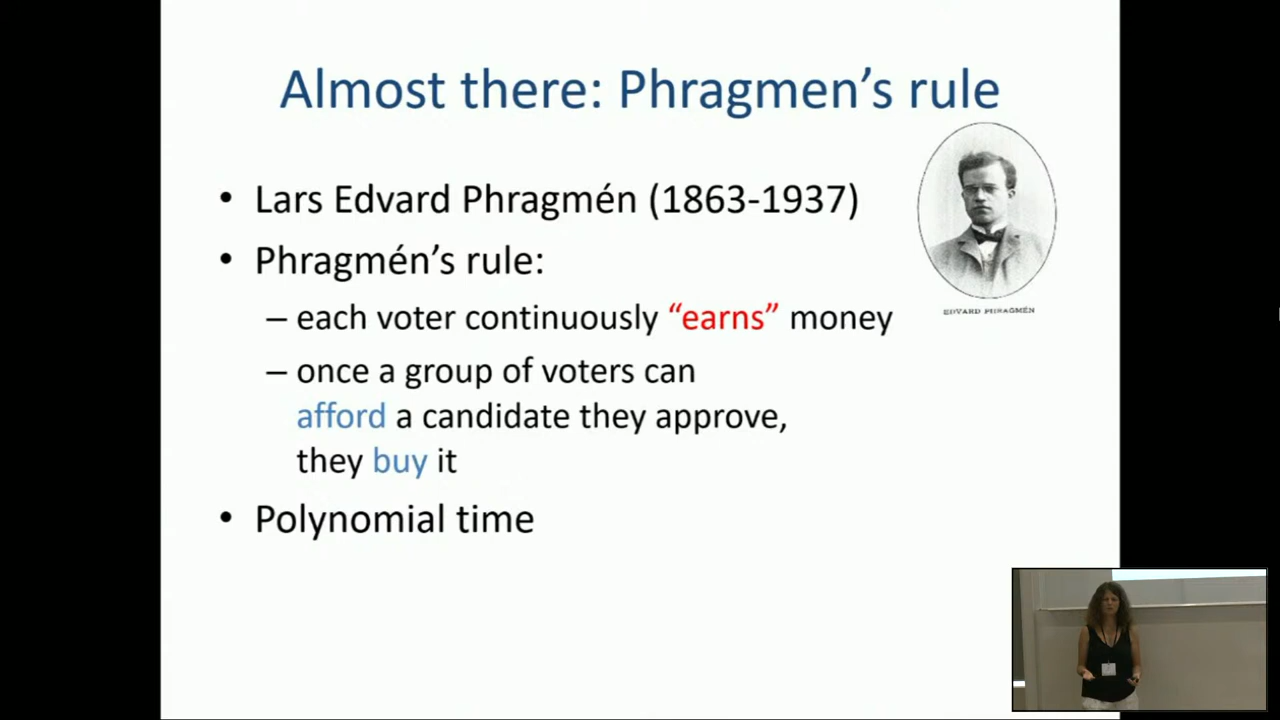 Almost there: Phragmen’s rule
• Lars Edvard Phragmén (1863-1937)
• Phragmén’s rule:
– each voter continuously “earns” money
– once a group of voters can
afford a candidate they approve,
they buy it
• Polynomial time
EDVARD PHRAGMÉN